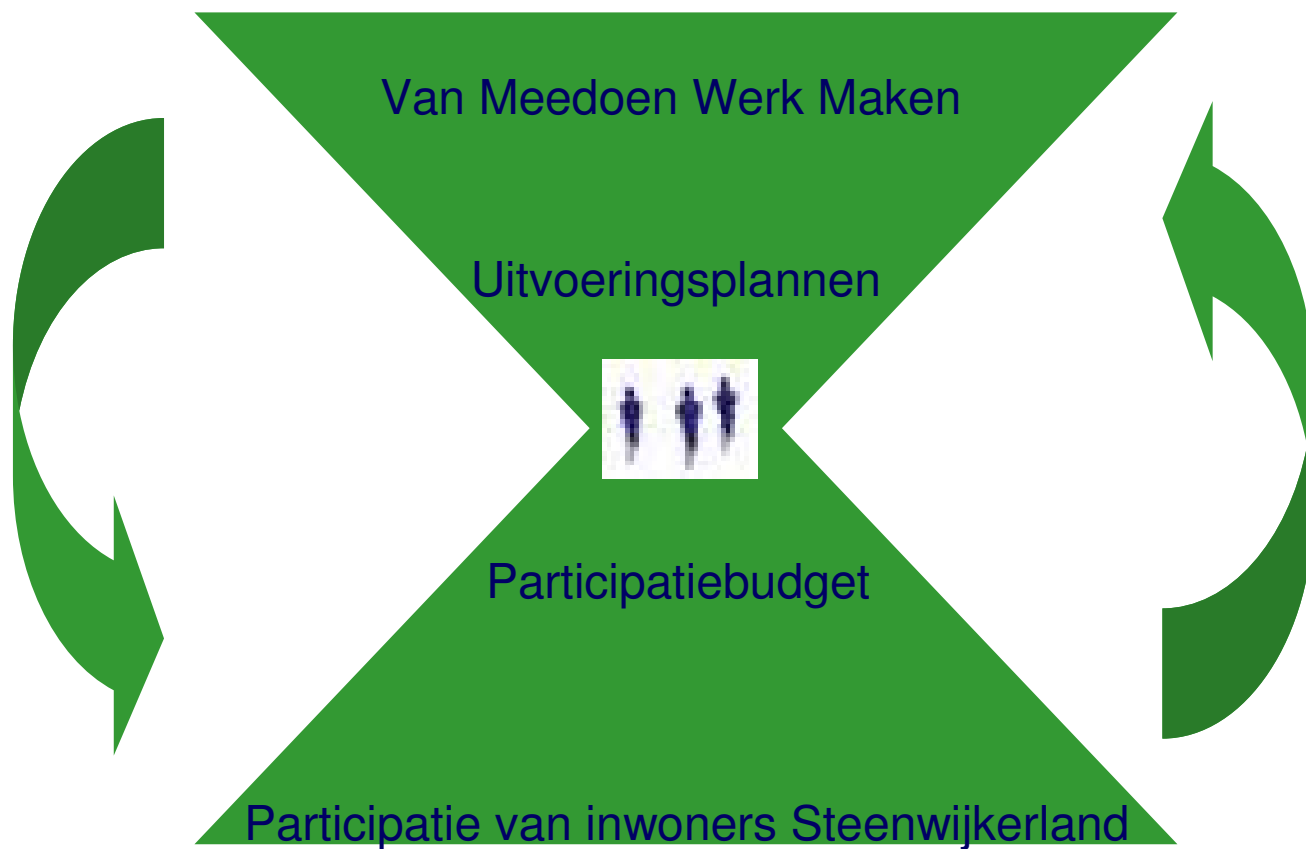 Van Meedoen Werk Maken
Uitvoeringsplannen
Participatiebudget
Participatie van inwoners Steenwijkerland